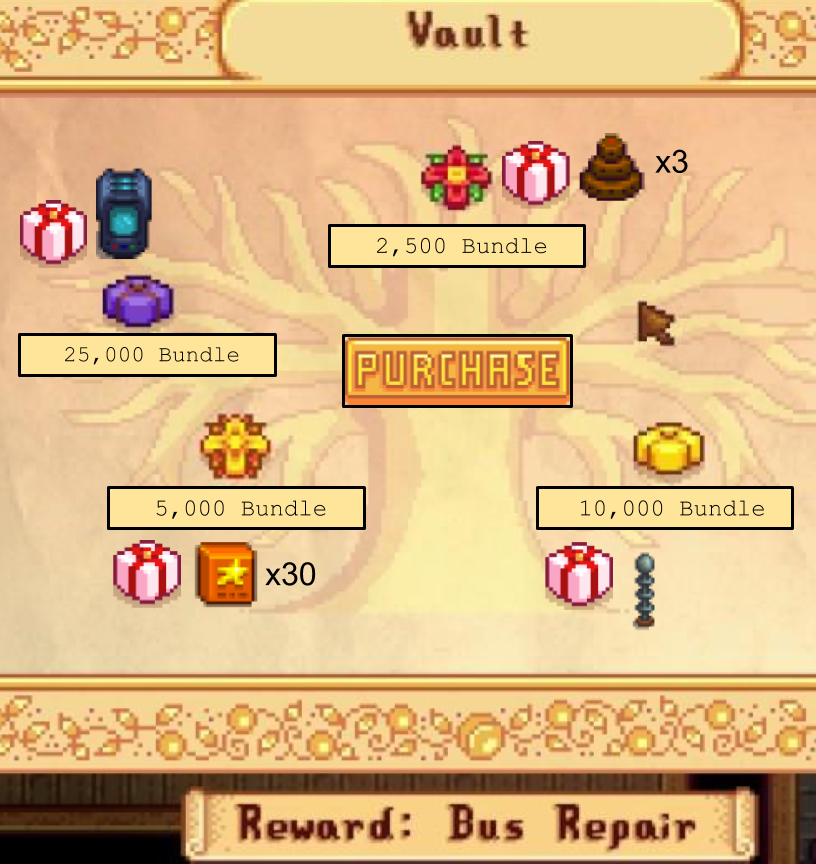 Vault
x3
2,500 Bundle
25,000 Bundle
PURCHASE
5,000 Bundle
10,000 Bundle
x30
Reward: Bus Repair